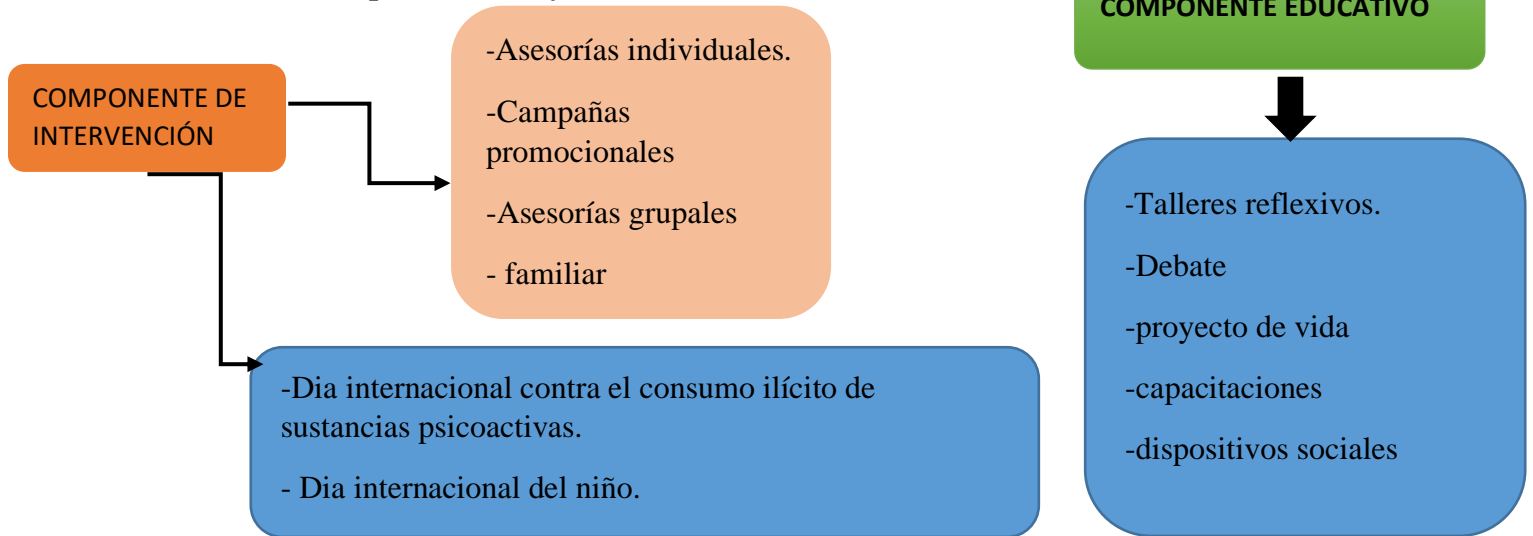 COMPONENTE DE
INTERVENCIÓN
-Asesorías individuales.
-Campañas
promocionales
-Asesorías grupales
- familiar
-Dia internacional contra el consumo ilícito de
sustancias psicoactivas.
- Dia internacional del niño.
COMPONENTE EDUCATIVO
-Talleres reflexivos.
-Debate
-proyecto de vida
-capacitaciones
-dispositivos sociales